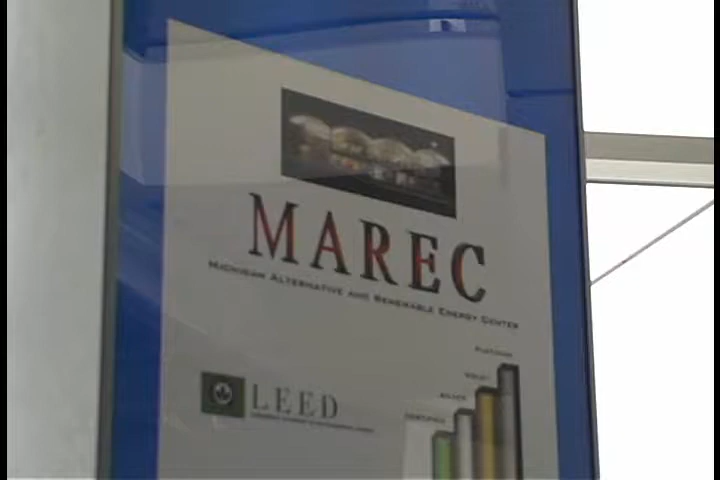 MAREC
MICHIGAN ALTERNATIVE AND RENEWABLE ENERGY CENTER
PLATINUM
GOLD
SILVER
CERTIFIED
LEED